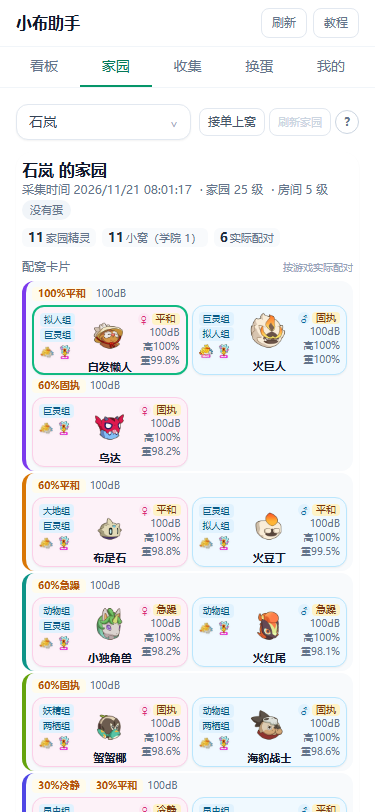 小布助手
刷新
教程
看板
家园
收集
换蛋
我的
石岚
接单上窝
刷新家园
?
石岚 的家园
采集时间 2026/11/21 08:01:17 · 家园 25 级 · 房间 5 级
没有蛋
11 家园精灵
11 小窝（学院 1）
6 实际配对
配窝卡片
按游戏实际配对
100%平和 100dB
拟人组
巨灵组
♀ 平和
100dB
高100%
重99.8%
白发懒人
巨灵组
拟人组
♂ 固执
100dB
高100%
重100%
火巨人
60%固执 100dB
巨灵组
♀ 固执
100dB
高100%
重98.2%
乌达
60%平和 100dB
大地组
巨灵组
♀ 平和
100dB
高100%
重98.8%
布是石
巨灵组
拟人组
♂ 平和
100dB
高100%
重99.5%
火豆丁
60%急躁 100dB
动物组
巨灵组
♀ 急躁
100dB
高100%
重98.2%
小独角兽
动物组
♂ 急躁
100dB
高100%
重98.1%
火红尾
60%固执 100dB
妖精组
两栖组
♀ 固执
100dB
高100%
重98.6%
蟹蟹椰
动物组
两栖组
♂ 固执
100dB
高100%
重98.6%
海豹战士
30%冷静 30%平和 100dB
昆虫组
♀ 冷静
♂ 平和